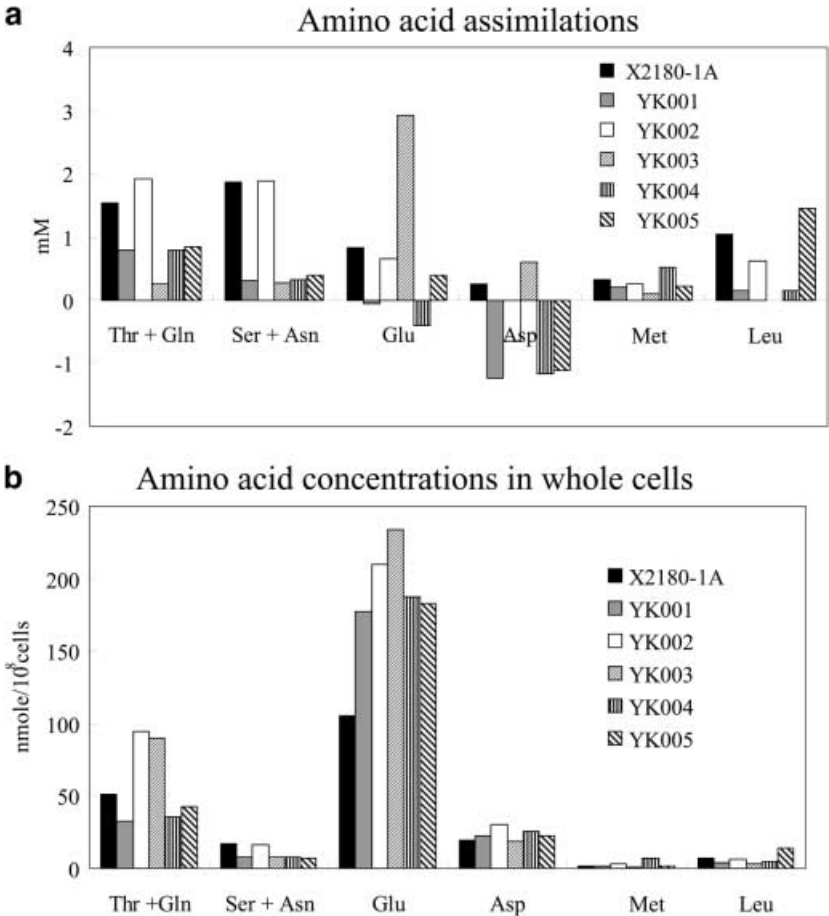 a
Amino acid assimilations
4
3
2
1
0
-1
-2
mM
X2180-1A
YK001
YK002
YK003
YK004
YK005
Thr + Gln Ser + Asn Glu Asp Met Leu
b
Amino acid concentrations in whole cells
250
200
150
100
50
0
nmole/10⁸cells
X2180-1A
YK001
YK002
YK003
YK004
YK005
Thr +Gln Ser + Asn Glu Asp Met Leu